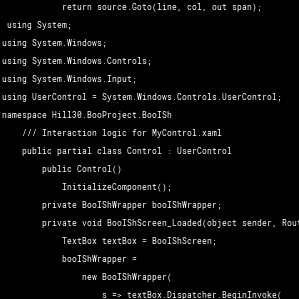 return source.Goto(line, col, out span);
using System;
using System.Windows;
using System.Windows.Controls;
using System.Windows.Input;
using UserControl = System.Windows.Controls.UserControl;
namespace Hill30.BooProject.BooISh
/// Interaction logic for MyControl.xaml
public partial class Control : UserControl
public Control()
InitializeComponent();
private BooIShWrapper booIShWrapper;
private void BooIShScreen_Loaded(object sender, Rout
TextBox textBox = BooIShScreen;
booIShWrapper =
new BooIShWrapper(
s => textBox.Dispatcher.BeginInvoke(